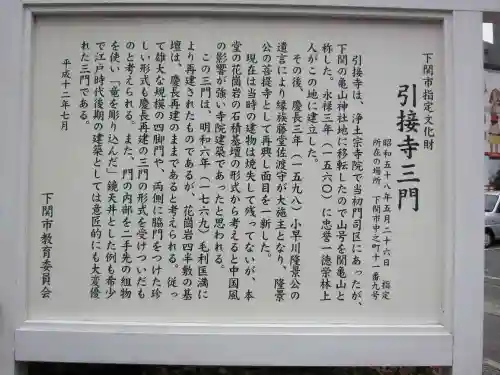 下関市指定文化財
引接寺三門
昭和五十八年五月二十六日　指定
所在の場所　下関市中之町十一番九号
引接寺は、浄土宗寺院で当初門司区にあったが、
下関の亀山神社地に移転したので山号を関亀山と
称した。永禄三年（一五六〇）に忠誉一徳崇林上
人がこの地に建立した。
その後、慶長三年（一五九八）小早川隆景公の
遺言により縁族藤堂佐渡守が大施主となり、隆景
公の菩提寺として再興し面目を一新した。
現在は当時の建物は焼失して残ってないが、本
堂の花崗岩の石積基壇の形式から考えると中国風
の影響が強い寺院建築であったと思われる。
この三門は、明和六年（一七六九）毛利匡満に
より再建されたものであるが、花崗岩四半敷の基
壇は、慶長再建のままであると考えられる。従っ
て雄大な規模の四脚門や、両側に脇門をつけた珍
しい形式も慶長再建の三門の形式を受けついだも
のと考えられる。また、門の内部を二手先の組物
を使い「竜を彫り込んだ」鏡天井とした例も希少
で江戸時代後期の建築としては意匠的にも大変優
れた三門である。
平成十二年七月
下関市教育委員会